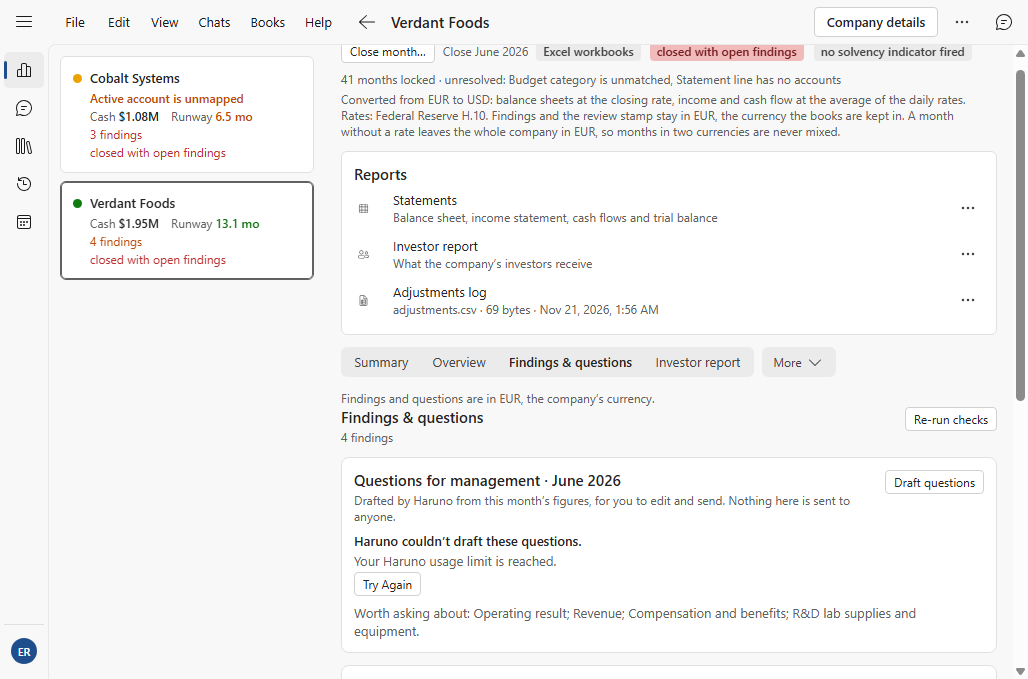 File Edit View Chats Books Help Verdant Foods Company details
Cobalt Systems
Active account is unmapped
Cash $1.08M Runway 6.5 mo
3 findings
closed with open findings
Verdant Foods
Cash $1.95M Runway 13.1 mo
4 findings
closed with open findings
ER
Close month... Close June 2026 Excel workbooks closed with open findings no solvency indicator fired
41 months locked · unresolved: Budget category is unmatched, Statement line has no accounts
Converted from EUR to USD: balance sheets at the closing rate, income and cash flow at the average of the daily rates.
Rates: Federal Reserve H.10. Findings and the review stamp stay in EUR, the currency the books are kept in. A month
without a rate leaves the whole company in EUR, so months in two currencies are never mixed.
Reports
Statements
Balance sheet, income statement, cash flows and trial balance
Investor report
What the company’s investors receive
Adjustments log
adjustments.csv · 69 bytes · Nov 21, 2026, 1:56 AM
Summary Overview Findings & questions Investor report More
Findings and questions are in EUR, the company’s currency.
Findings & questions
Re-run checks
4 findings
Questions for management · June 2026
Draft questions
Drafted by Haruno from this month’s figures, for you to edit and send. Nothing here is sent to
anyone.
Haruno couldn’t draft these questions.
Your Haruno usage limit is reached.
Try Again
Worth asking about: Operating result; Revenue; Compensation and benefits; R&D lab supplies and
equipment.